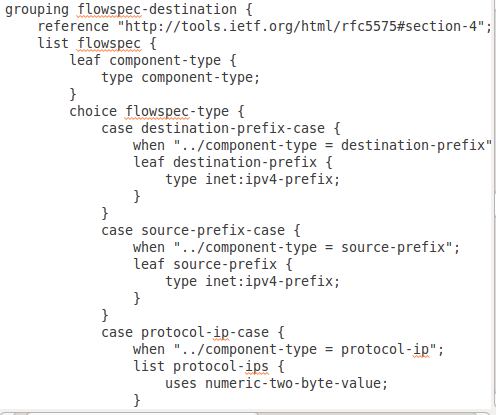 grouping flowspec-destination {
    reference "http://tools.ietf.org/html/rfc5575#section-4";
    list flowspec {
        leaf component-type {
            type component-type;
        }
        choice flowspec-type {
            case destination-prefix-case {
                when "../component-type = destination-prefix"
                leaf destination-prefix {
                    type inet:ipv4-prefix;
                }
            }
            case source-prefix-case {
                when "../component-type = source-prefix";
                leaf source-prefix {
                    type inet:ipv4-prefix;
                }
            }
            case protocol-ip-case {
                when "../component-type = protocol-ip";
                list protocol-ips {
                    uses numeric-two-byte-value;
                }